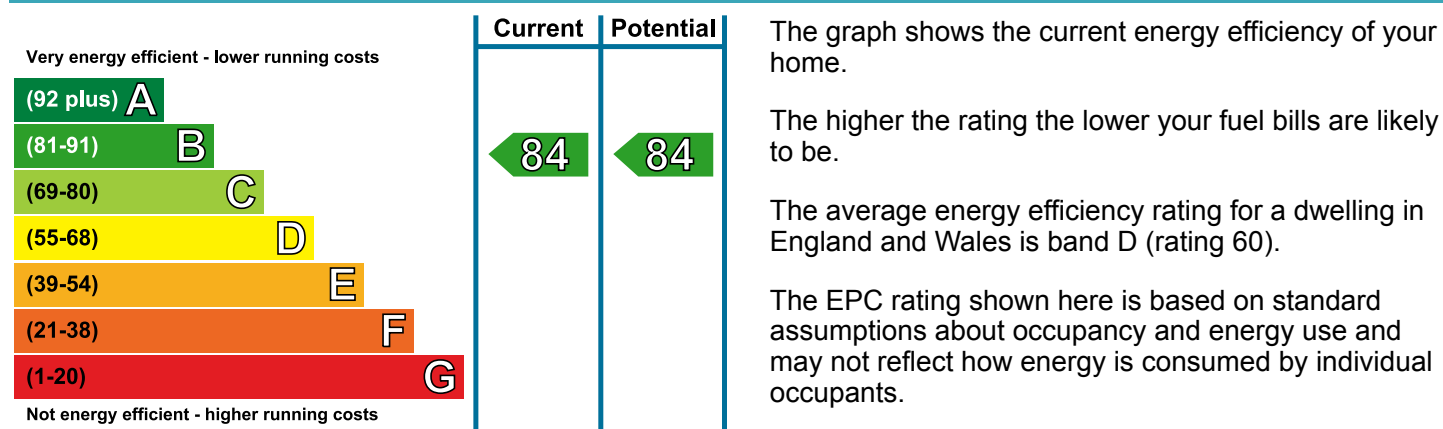 Current Potential
Very energy efficient - lower running costs
(92 plus) A
(81-91) B
84 84
(69-80) C
(55-68) D
(39-54) E
(21-38) F
(1-20) G
Not energy efficient - higher running costs
The graph shows the current energy efficiency of your
home.
The higher the rating the lower your fuel bills are likely
to be.
The average energy efficiency rating for a dwelling in
England and Wales is band D (rating 60).
The EPC rating shown here is based on standard
assumptions about occupancy and energy use and
may not reflect how energy is consumed by individual
occupants.